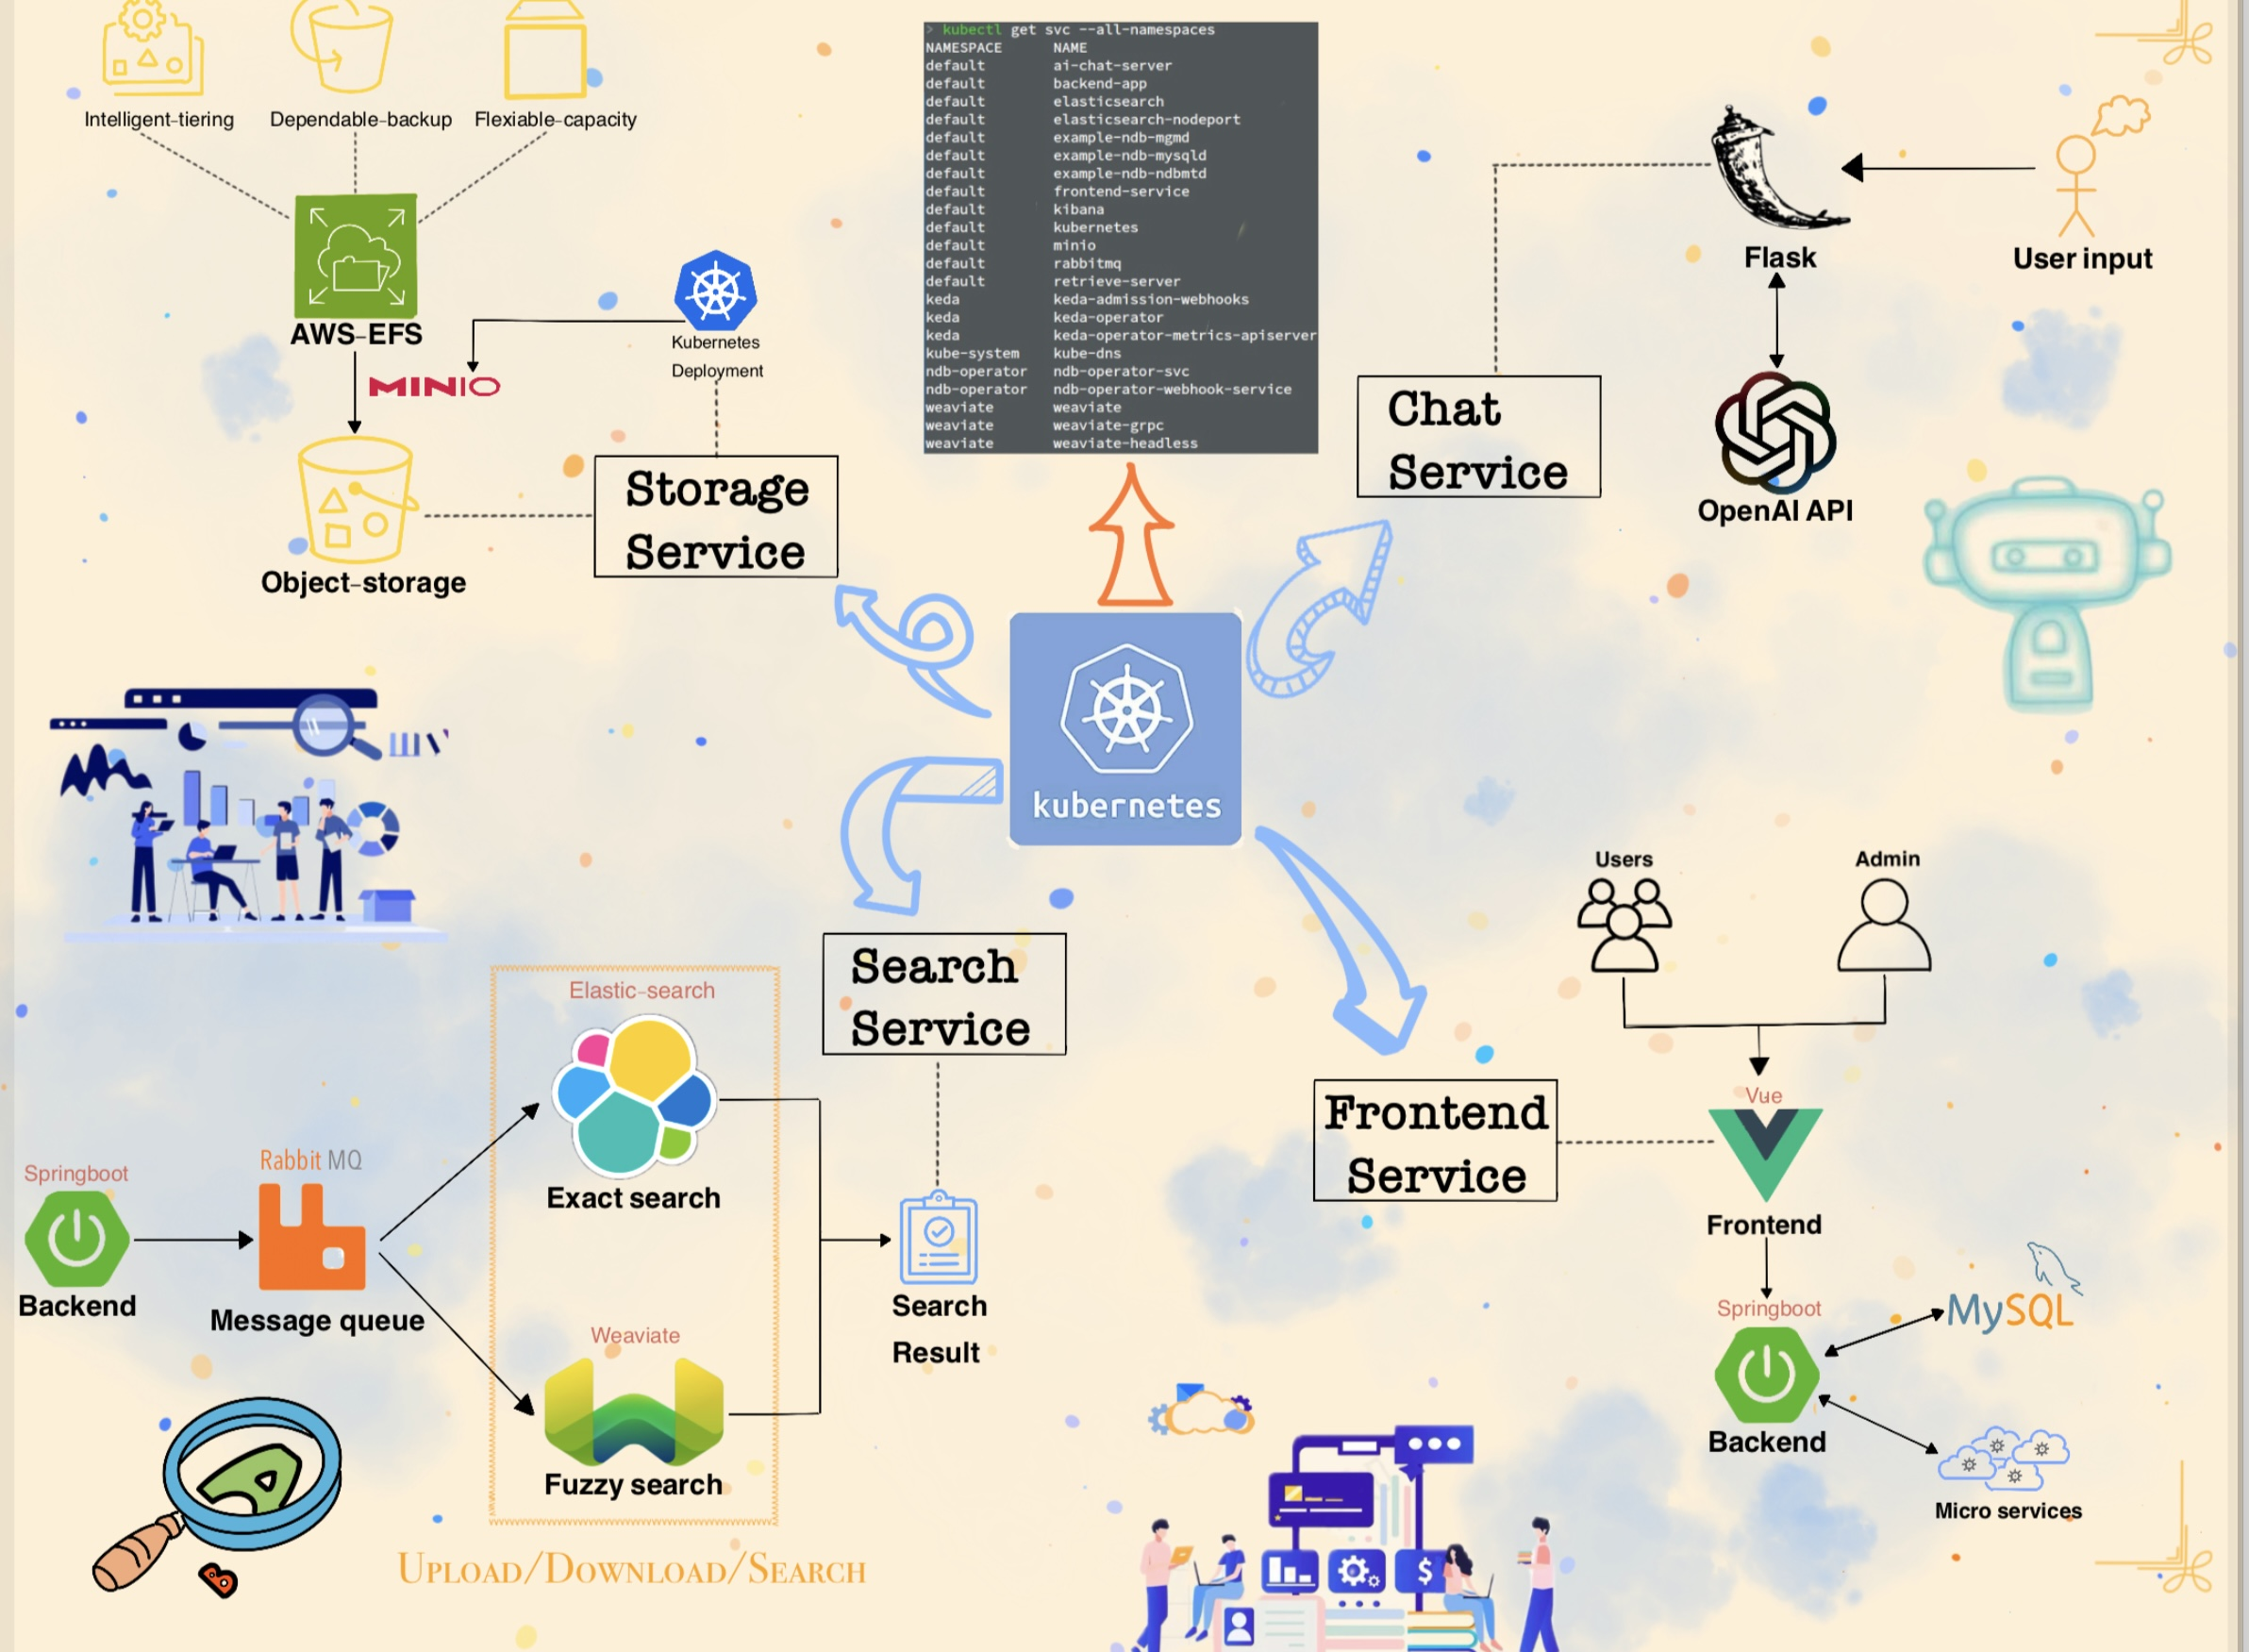 Intelligent-tiering
Dependable-backup
Flexiable-capacity
AWS-EFS
MINIO
Kubernetes
Deployment
Object-storage
Storage
Service
> kubectl get svc --all-namespaces
NAMESPACE NAME
default ai-chat-server
default backend-app
default elasticsearch
default elasticsearch-nodeport
default example-ndb-mgmd
default example-ndb-mysqld
default example-ndb-ndbmtd
default frontend-service
default kibana
default kubernetes
default minio
default rabbitmq
default retrieve-server
keda keda-admission-webhooks
keda keda-operator
keda keda-operator-metrics-apiserver
kube-system kube-dns
ndb-operator ndb-operator-svc
ndb-operator ndb-operator-webhook-service
weaviate weaviate
weaviate weaviate-grpc
weaviate weaviate-headless
Flask
User input
Chat
Service
OpenAI API
kubernetes
Search
Service
Elastic-search
Exact search
Springboot
Backend
Rabbit MQ
Message queue
Weaviate
Fuzzy search
Search
Result
Upload/Download/Search
A
B
Users
Admin
Vue
Frontend
Frontend
Service
Springboot
Backend
MySQL
Micro services
$